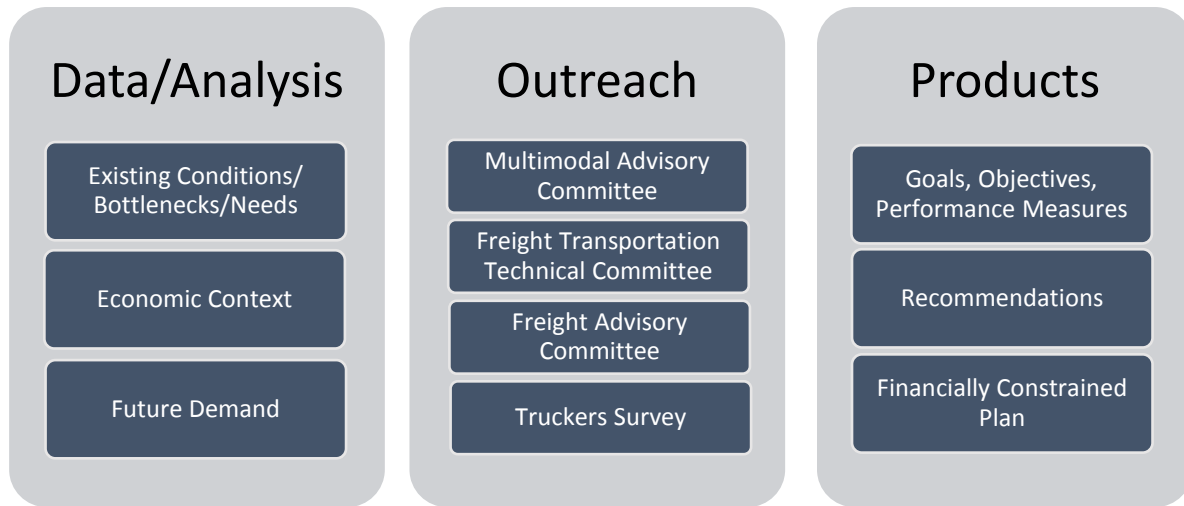 Data/Analysis
Existing Conditions/
Bottlenecks/Needs
Economic Context
Future Demand
Outreach
Multimodal Advisory
Committee
Freight Transportation
Technical Committee
Freight Advisory
Committee
Truckers Survey
Products
Goals, Objectives,
Performance Measures
Recommendations
Financially Constrained
Plan